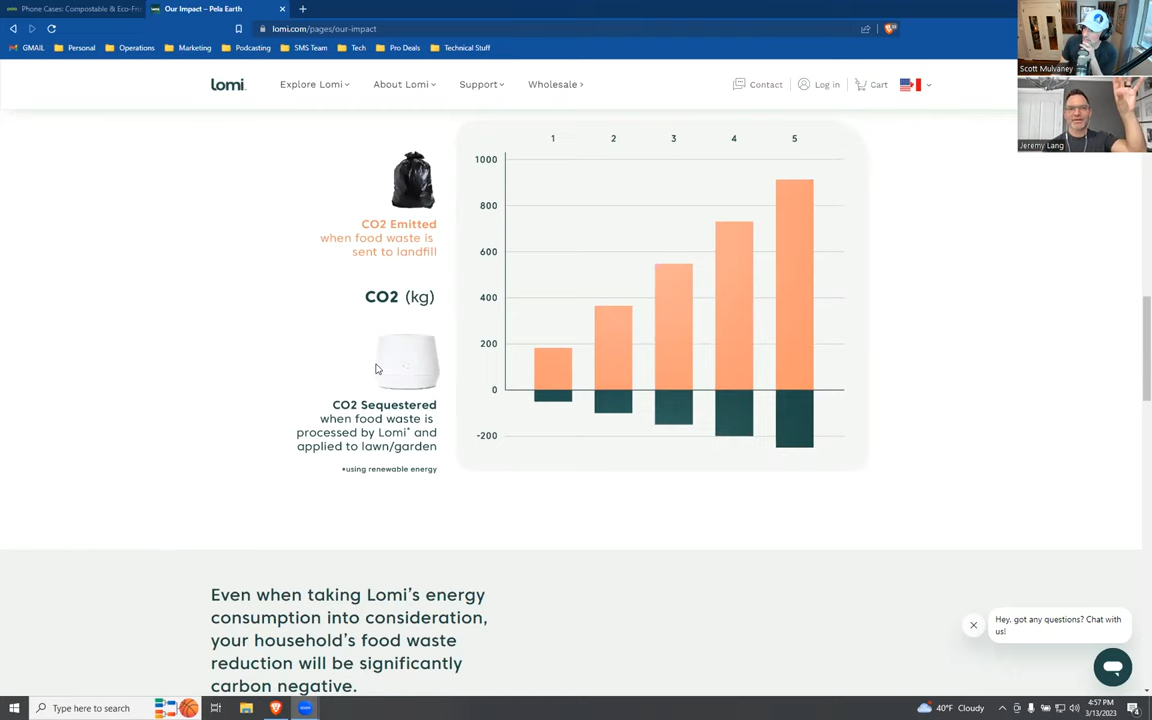 Phone Cases: Compostable & Eco-Fri
Our Impact – Pela Earth
lomi.com/pages/our-impact
GMAIL
Personal
Operations
Marketing
Podcasting
SMS Team
Tech
Pro Deals
Technical Stuff
Scott Mulvaney
Jeremy Lang
lomi.
Explore Lomi
About Lomi
Support
Wholesale
Contact
Log in
Cart
1 2 3 4 5
1000
800
600
400
200
0
-200
CO2 Emitted
when food waste is
sent to landfill
CO2 (kg)
CO2 Sequestered
when food waste is
processed by Lomi* and
applied to lawn/garden
*using renewable energy
Even when taking Lomi's energy
consumption into consideration,
your household's food waste
reduction will be significantly
carbon negative.
Hey, got any questions? Chat with
us!
Type here to search
zoom
40°F Cloudy
4:57 PM
3/13/2023
4